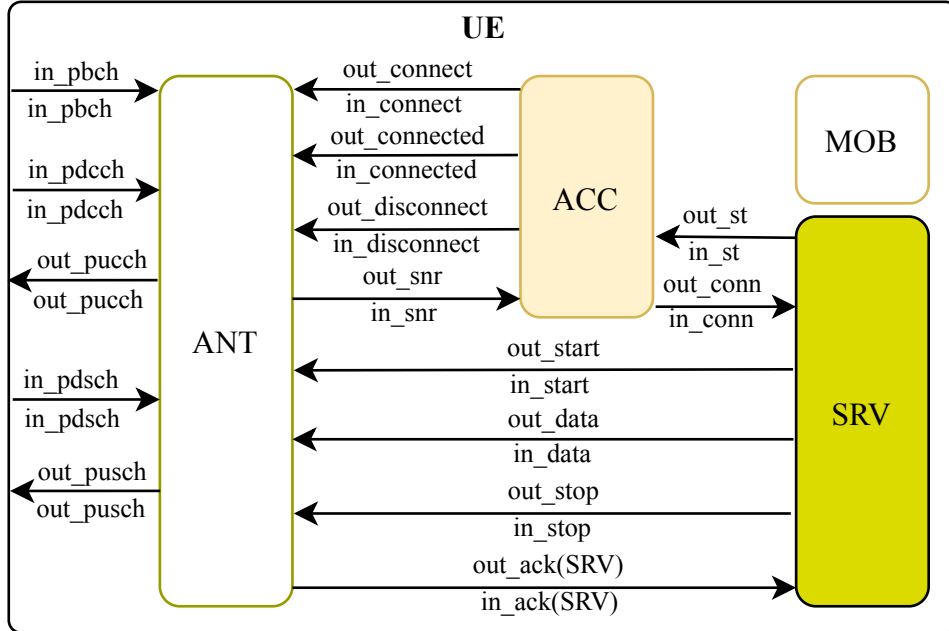 UE
in_pbch
in_pbch
in_pdcch
in_pdcch
out_pucch
out_pucch
in_pdsch
in_pdsch
out_pusch
out_pusch
ANT
out_connect
in_connect
out_connected
in_connected
out_disconnect
in_disconnect
out_snr
in_snr
ACC
MOB
out_st
in_st
out_conn
in_conn
out_start
in_start
out_data
in_data
out_stop
in_stop
out_ack(SRV)
in_ack(SRV)
SRV